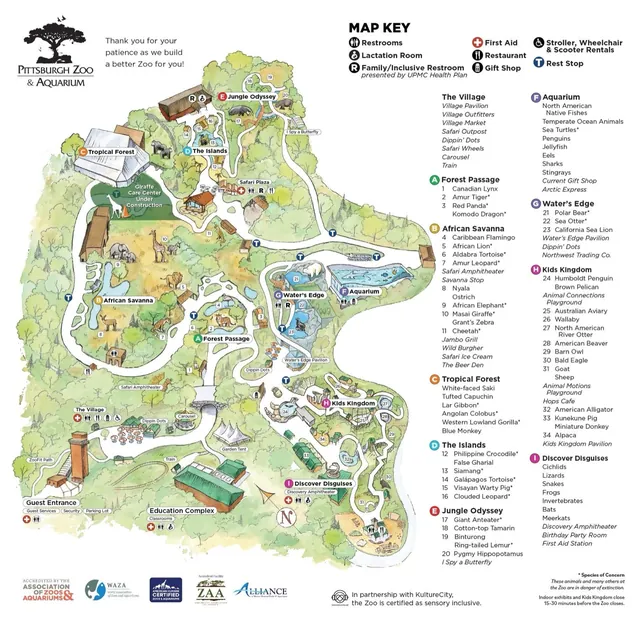 PITTSBURGH ZOO
& AQUARIUM
Thank you for your
patience as we build
a better Zoo for you!
MAP KEY
Restrooms
Lactation Room
R Family/Inclusive Restroom
presented by UPMC Health Plan
First Aid
Restaurant
Gift Shop
Stroller, Wheelchair
& Scooter Rentals
T Rest Stop
E Jungle Odyssey
I Spy a Butterfly
D The Islands
C Tropical Forest
Safari Plaza
Giraffe
Care Center
Under
Construction
B African Savanna
G Water's Edge
F Aquarium
A Forest Passage
Water's Edge Pavilion
Dippin' Dots
Safari Amphitheater
The Village
Dippin' Dots
Carousel
H Kids Kingdom
Garden Tent
Train
I Discover Disguises
Discovery Amphitheater
N
Guest Entrance
Guest Services
Security
Parking Lot
Education Complex
Classrooms
The Village
Village Pavilion
Village Outfitters
Village Market
Safari Outpost
Dippin' Dots
Safari Wheels
Carousel
Train
A Forest Passage
1 Canadian Lynx
2 Amur Tiger*
3 Red Panda*
Komodo Dragon*
B African Savanna
4 Caribbean Flamingo
5 African Lion*
6 Aldabra Tortoise*
7 Amur Leopard*
Safari Amphitheater
Savanna Stop
8 Nyala
Ostrich
9 African Elephant*
10 Masai Giraffe*
Grant's Zebra
11 Cheetah*
Jambo Grill
Wild Burgher
Safari Ice Cream
The Beer Den
C Tropical Forest
White-faced Saki
Tufted Capuchin
Lar Gibbon*
Angolan Colobus*
Western Lowland Gorilla*
Blue Monkey
D The Islands
12 Philippine Crocodile*
False Gharial
13 Siamang*
14 Galápagos Tortoise*
15 Visayan Warty Pig*
16 Clouded Leopard*
E Jungle Odyssey
17 Giant Anteater*
18 Cotton-top Tamarin
19 Binturong
Ring-tailed Lemur*
20 Pygmy Hippopotamus
I Spy a Butterfly
F Aquarium
North American
Native Fishes
Temperate Ocean Animals
Sea Turtles*
Penguins
Jellyfish
Eels
Sharks
Stingrays
Current Gift Shop
Arctic Express
G Water's Edge
21 Polar Bear*
22 Sea Otter*
23 California Sea Lion
Water's Edge Pavilion
Dippin' Dots
Northwest Trading Co.
H Kids Kingdom
24 Humboldt Penguin
Brown Pelican
Animal Connections
Playground
25 Australian Aviary
26 Wallaby
27 North American
River Otter
28 American Beaver
29 Barn Owl
30 Bald Eagle
31 Goat
Sheep
Animal Motions
Playground
Hops Cafe
32 American Alligator
33 Kunekune Pig
Miniature Donkey
34 Alpaca
Kids Kingdom Pavilion
I Discover Disguises
Cichlids
Lizards
Snakes
Frogs
Invertebrates
Bats
Meerkats
Discovery Amphitheater
Birthday Party Room
First Aid Station
* Species of Concern
These animals and many others at
the Zoo are in danger of extinction.
Indoor exhibits and Kids Kingdom close
15-30 minutes before the Zoo closes.
ACCREDITED BY THE
ASSOCIATION
OF ZOOS
AQUARIUMS &
WAZA
CERTIFIED
ZAA
ALLIANCE
In partnership with KultureCity,
the Zoo is certified as sensory inclusive.